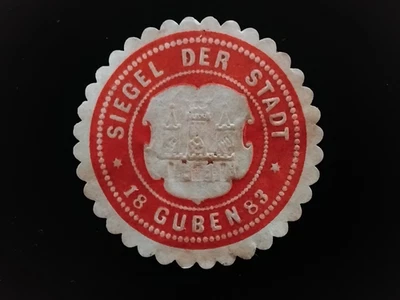 SIEGEL DER STADT
18 GUBEN 83